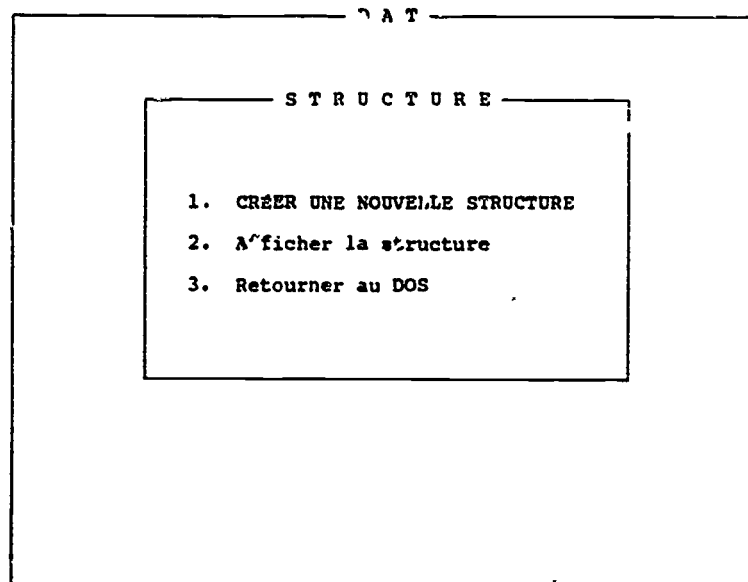 D A T
S T R U C T U R E
1. CRÉER UNE NOUVELLE STRUCTURE
2. Afficher la structure
3. Retourner au DOS